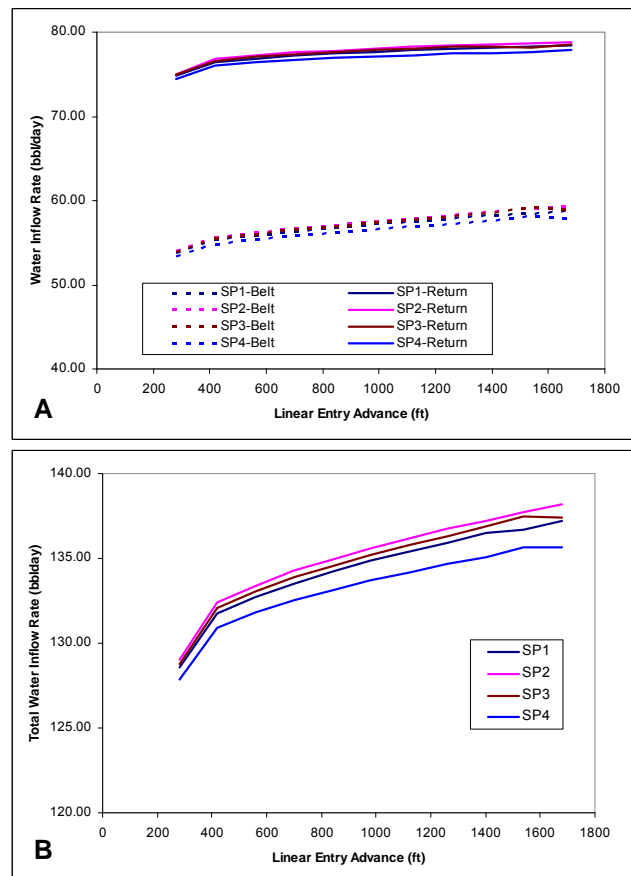 80.00
70.00
60.00
50.00
40.00
Water Inflow Rate (bbl/day)
SP1-Belt SP1-Return
SP2-Belt SP2-Return
SP3-Belt SP3-Return
SP4-Belt SP4-Return
0 200 400 600 800 1000 1200 1400 1600 1800
A
Linear Entry Advance (ft)
140.00
135.00
130.00
125.00
120.00
Total Water Inflow Rate (bbl/day)
SP1
SP2
SP3
SP4
0 200 400 600 800 1000 1200 1400 1600 1800
B
Linear Entry Advance (ft)